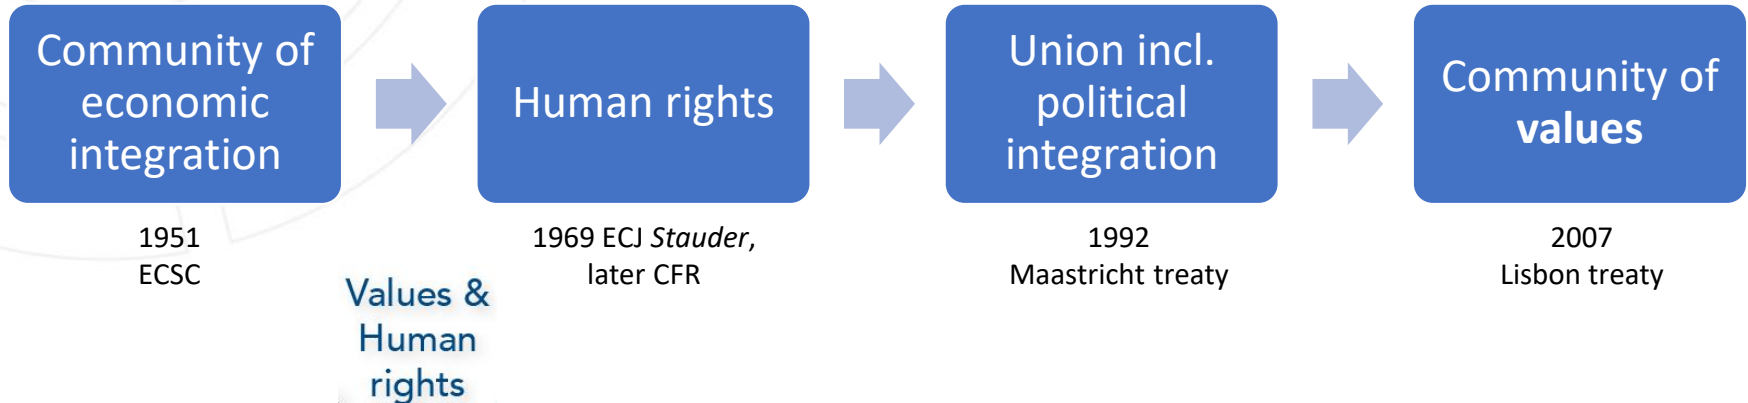 Community of
economic
integration
Human rights
Union incl.
political
integration
Community of
values
1951
ECSC
1969 ECJ Stauder,
later CFR
1992
Maastricht treaty
2007
Lisbon treaty
Values &
Human
rights